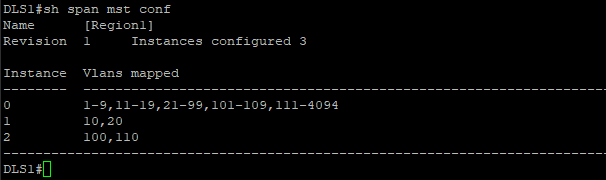 DLS1#sh span mst conf
Name      [Region1]
Revision  1     Instances configured 3
Instance  Vlans mapped
--------  ---------------------------------------------------------------------
0         1-9,11-19,21-99,101-109,111-4094
1         10,20
2         100,110
-------------------------------------------------------------------------------
DLS1#